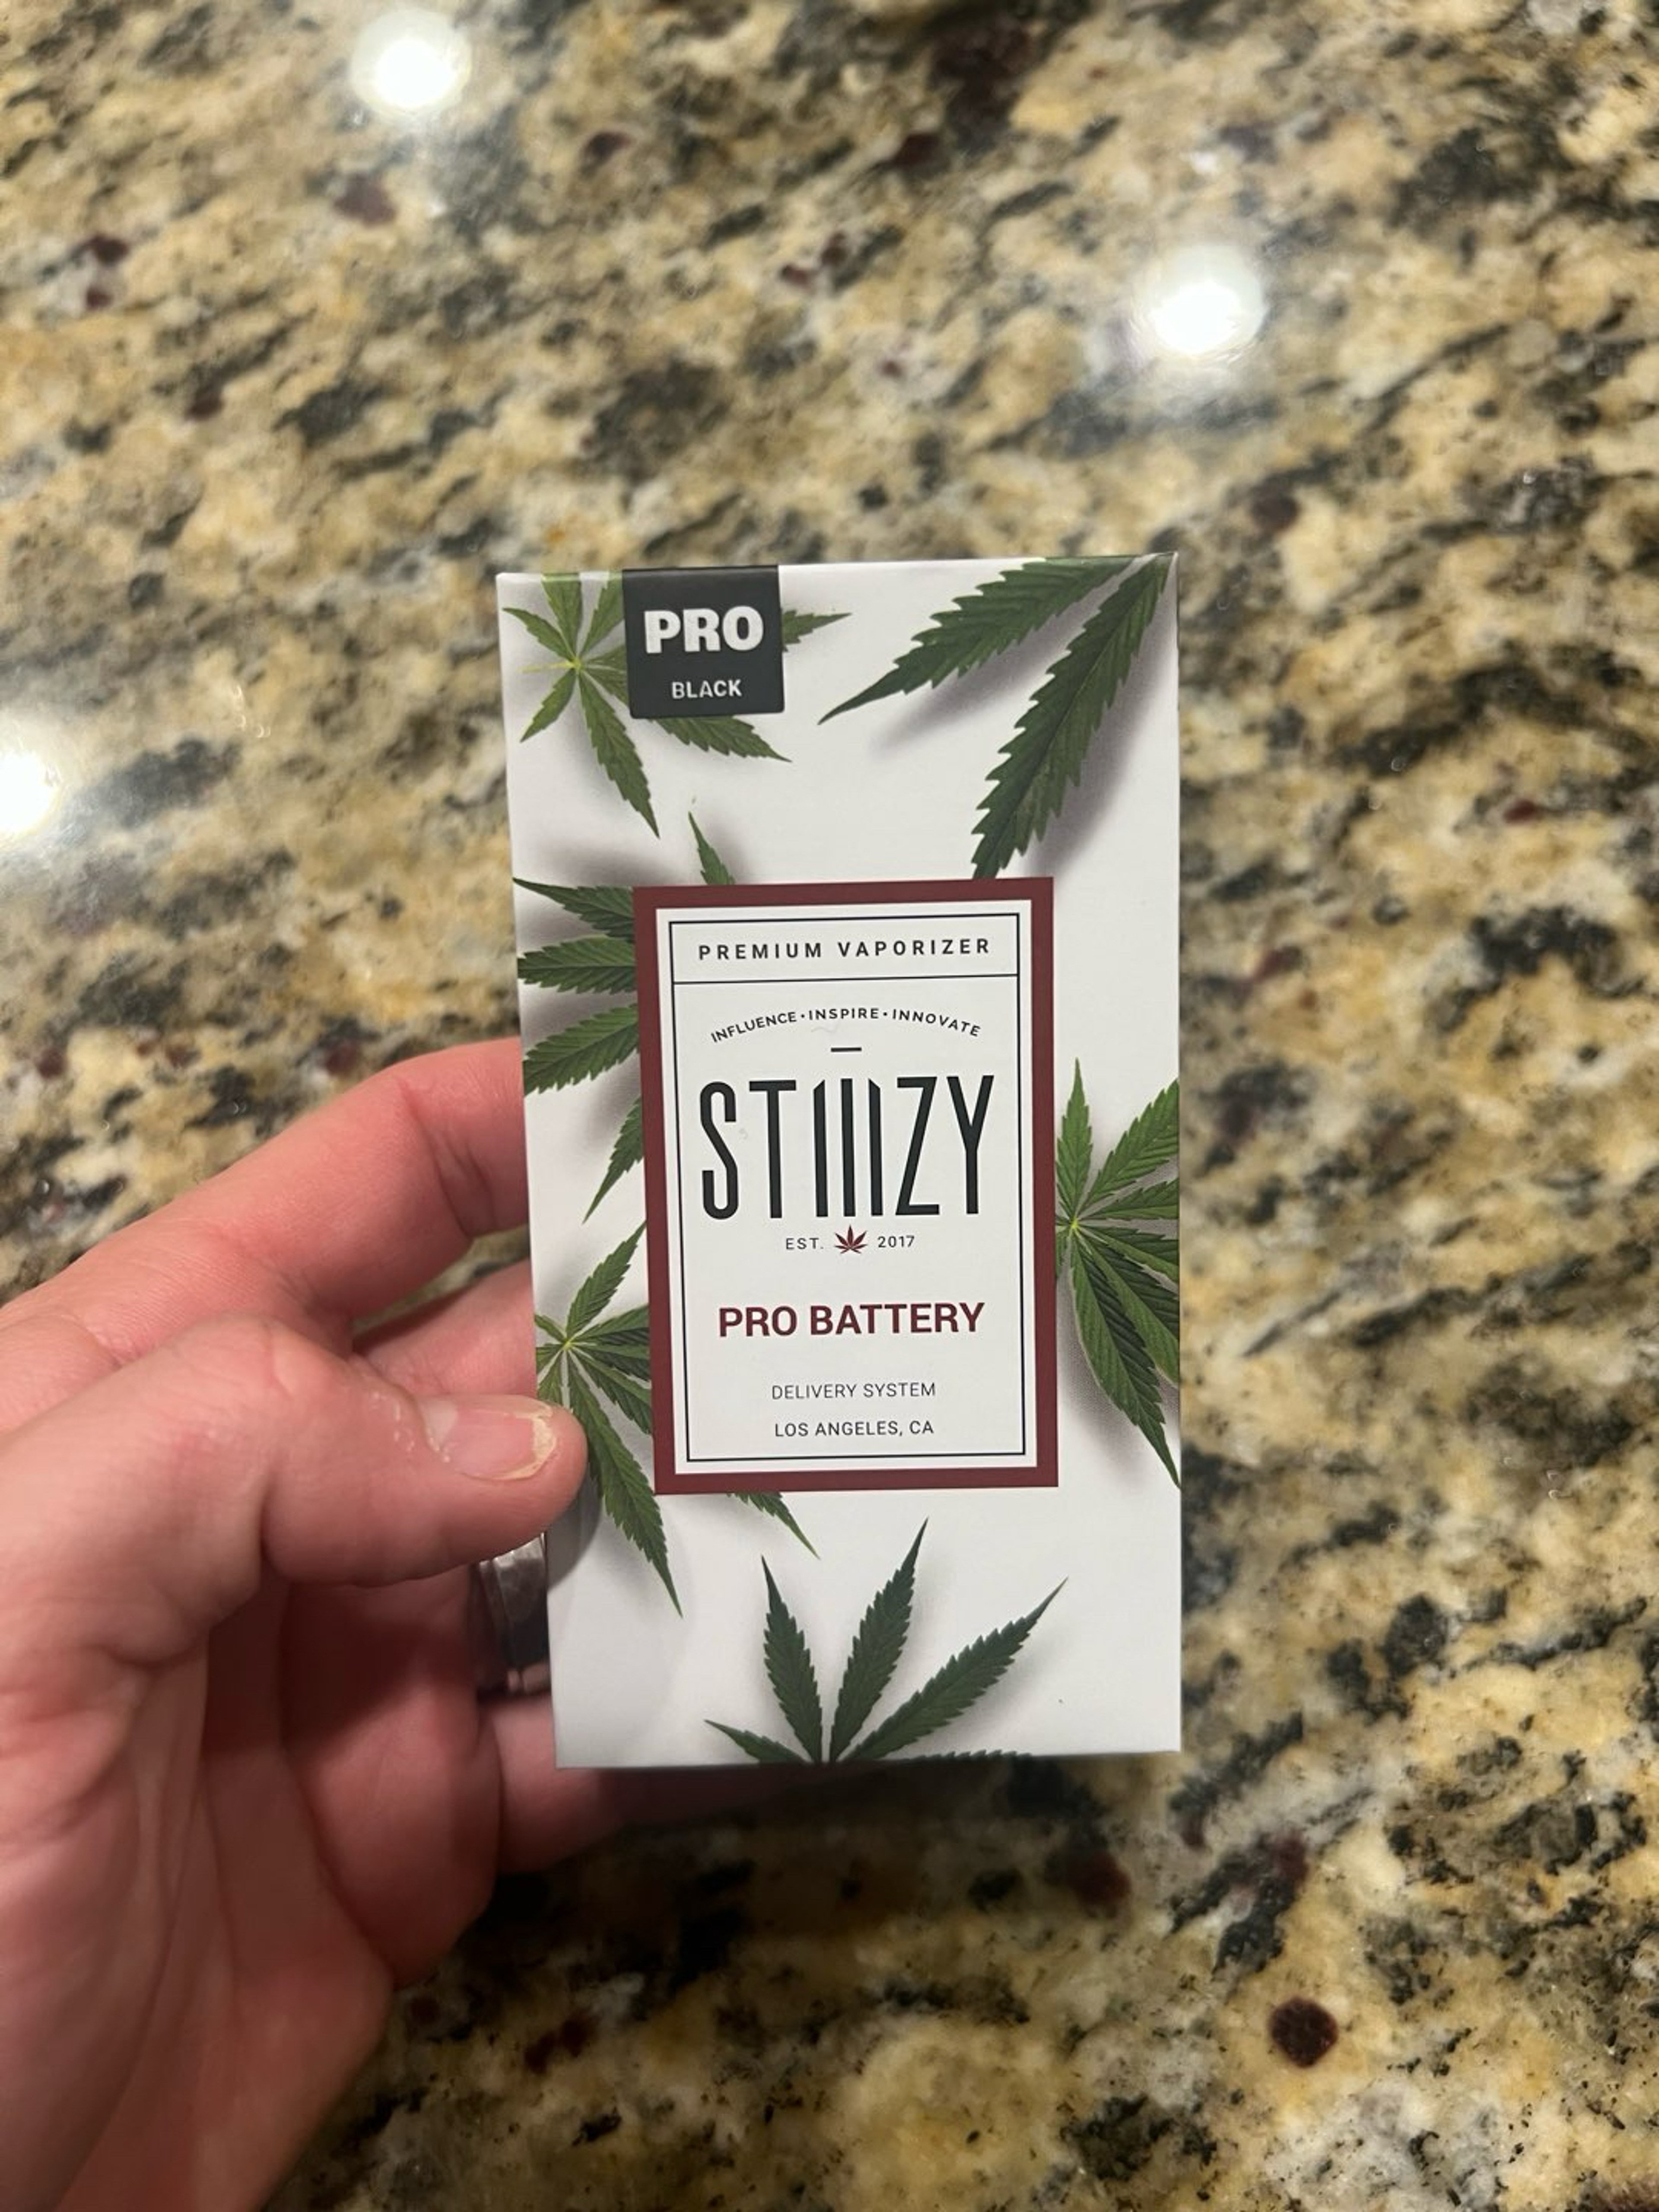 PRO
BLACK
PREMIUM VAPORIZER
INFLUENCE • INSPIRE • INNOVATE
STIIIZY
EST. 2017
PRO BATTERY
DELIVERY SYSTEM
LOS ANGELES, CA